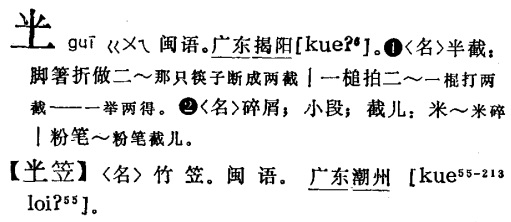 guī ㄍㄨㄟ 闽语。广东揭阳[kueʔ⁶]。❶〈名〉半截：
脚箸折做二～那只筷子断成两截｜一槌拍二～一棍打两
截——一举两得。❷〈名〉碎屑；小段；截儿：米～米碎
｜粉笔～粉笔截儿。
【笠】〈名〉竹笠。闽语。广东潮州 [kue⁵⁵⁻²¹³
loiʔ⁵⁵]。